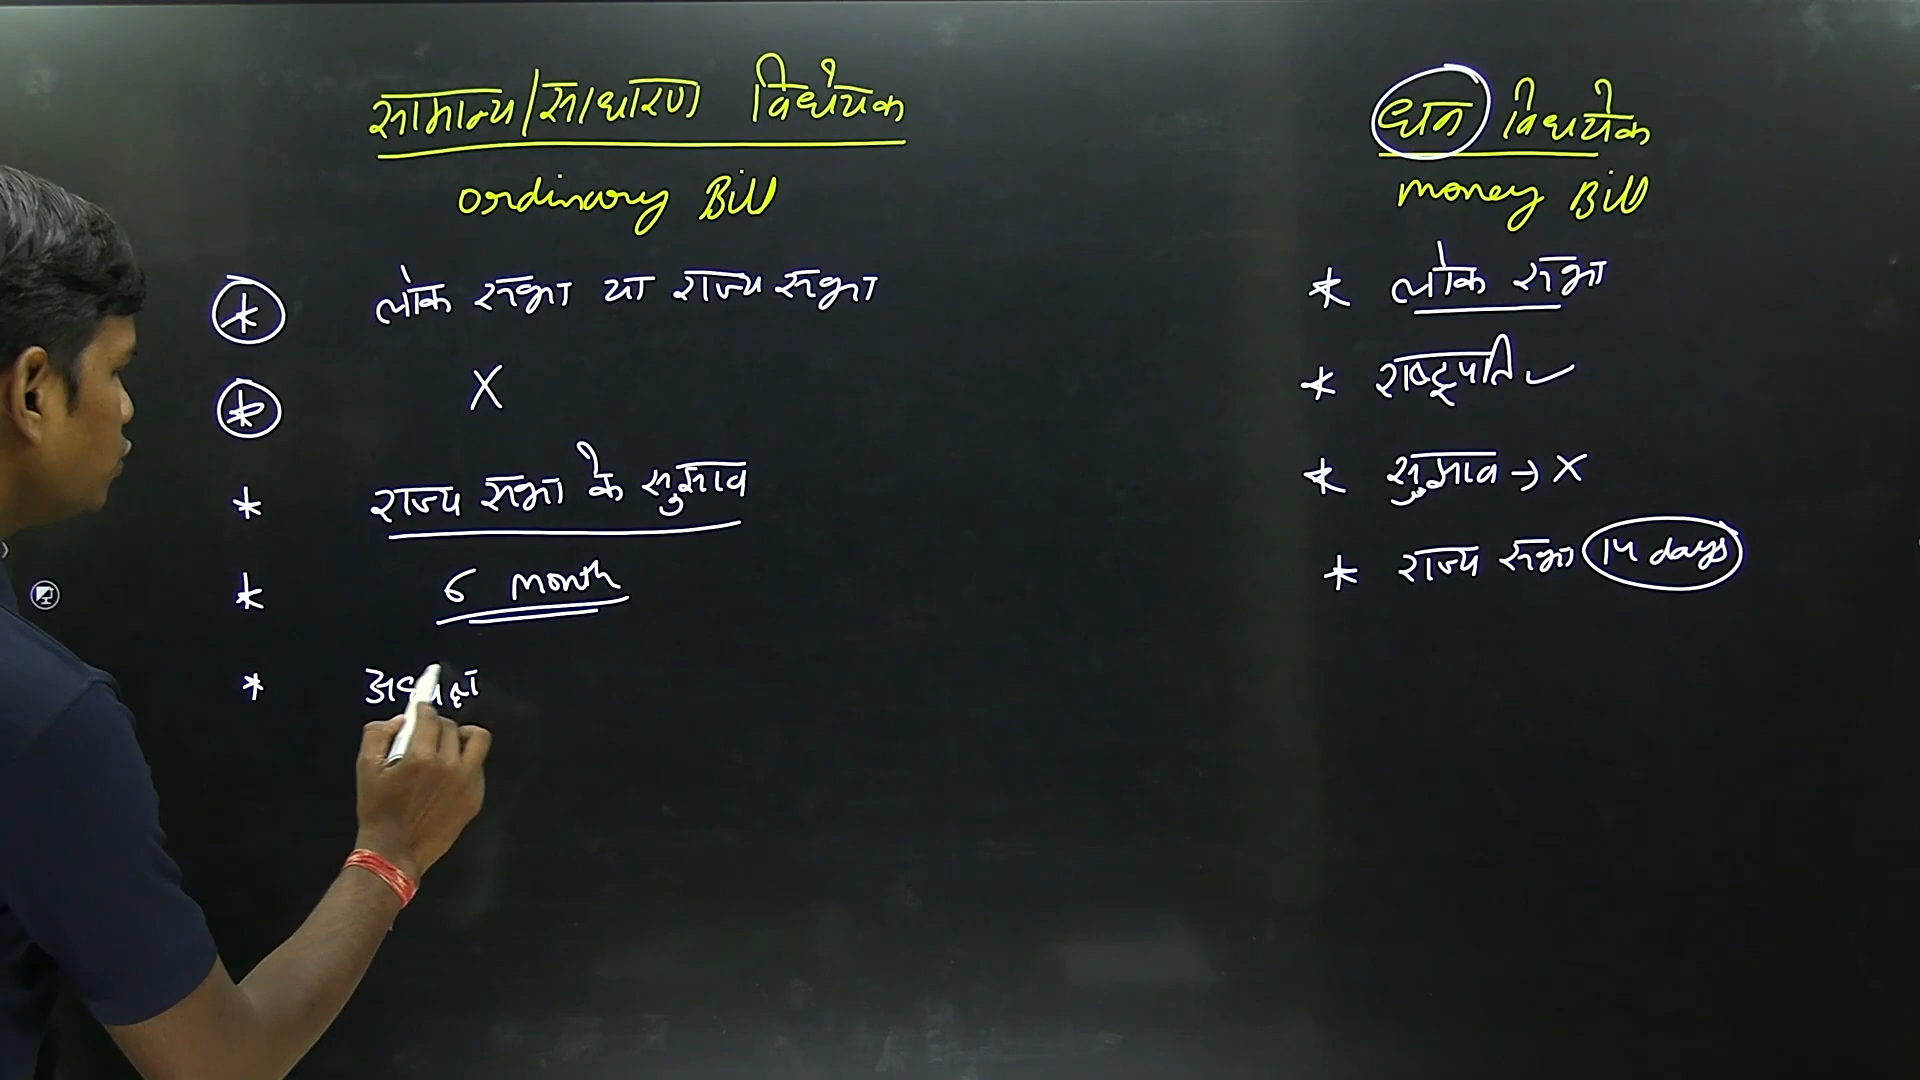 सामान्य/साधारण विधेयक
ordinary Bill
* लोक सभा या राज्य सभा
* X
* राज्य सभा के सुझाव
* 6 month
*
धन विधेयक
money Bill
* लोक सभा
* राष्ट्रपति ✓
* सुझाव → X
* राज्य सभा 14 days